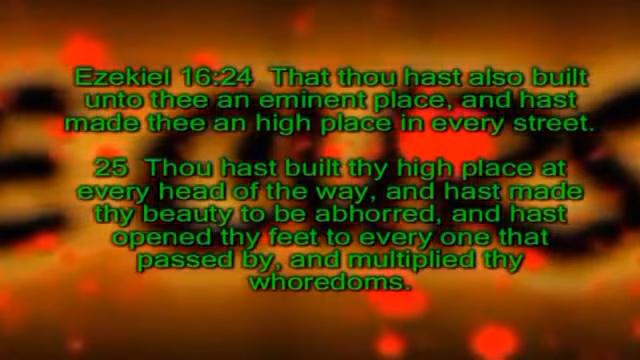 Ezekiel 16:24  That thou hast also built
unto thee an eminent place, and hast
made thee an high place in every street.
25  Thou hast built thy high place at
every head of the way, and hast made
thy beauty to be abhorred, and hast
opened thy feet to every one that
passed by, and multiplied thy
whoredoms.